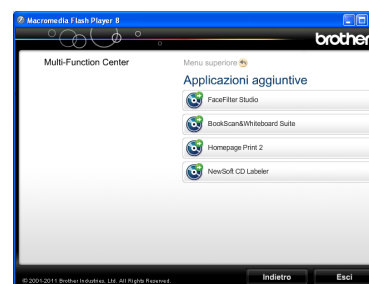 Macromedia Flash Player 8
brother
Multi-Function Center
Menu superiore
Applicazioni aggiuntive
FaceFilter Studio
BookScan&Whiteboard Suite
Homepage Print 2
NewSoft CD Labeler
© 2001-2011 Brother Industries, Ltd. All Rights Reserved.
Indietro
Esci